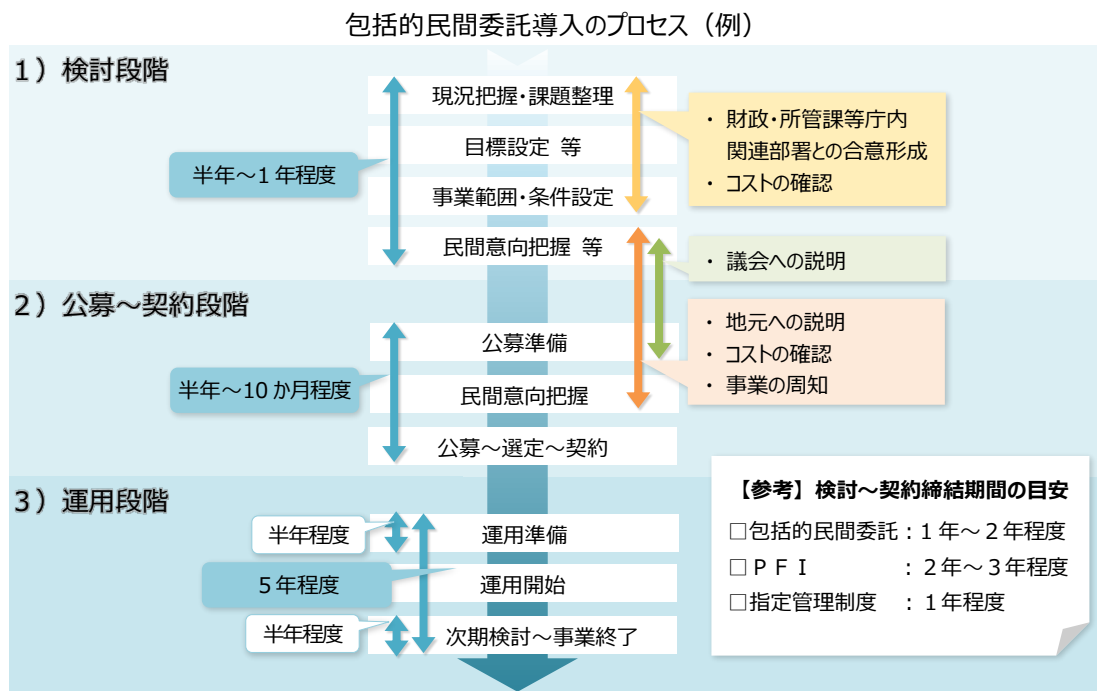 包括的民間委託導入のプロセス（例）
1）検討段階
現況把握・課題整理
目標設定 等
事業範囲・条件設定
民間意向把握 等
半年～1年程度
・ 財政・所管課等庁内
関連部署との合意形成
・ コストの確認
・ 議会への説明
2）公募～契約段階
公募準備
民間意向把握
公募～選定～契約
半年～10か月程度
・ 地元への説明
・ コストの確認
・ 事業の周知
3）運用段階
半年程度
運用準備
5年程度
運用開始
半年程度
次期検討～事業終了
【参考】検討～契約締結期間の目安
□包括的民間委託：1年～2年程度
□ＰＦＩ ：2年～3年程度
□指定管理制度 ：1年程度